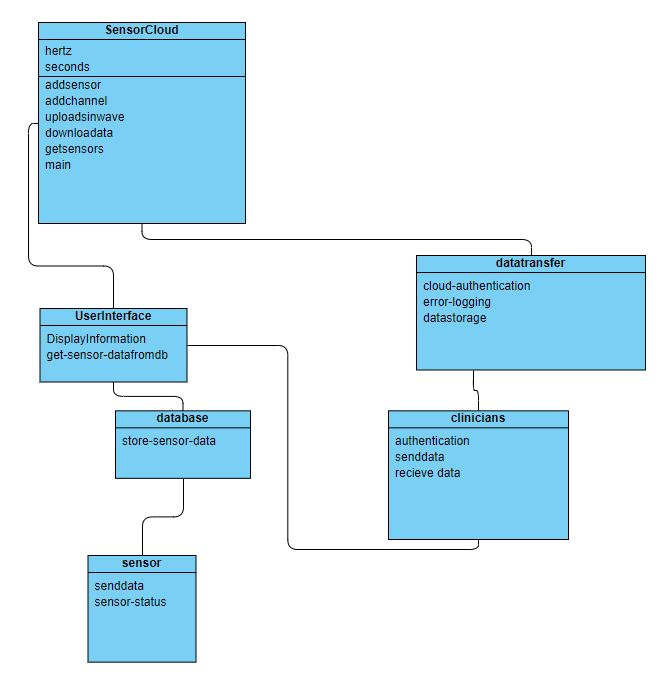 SensorCloud
hertz
seconds
addsensor
addchannel
uploadsinwave
downloadata
getsensors
main
datatransfer
cloud-authentication
error-logging
datastorage
UserInterface
DisplayInformation
get-sensor-datafromdb
database
store-sensor-data
clinicians
authentication
senddata
recieve data
sensor
senddata
sensor-status